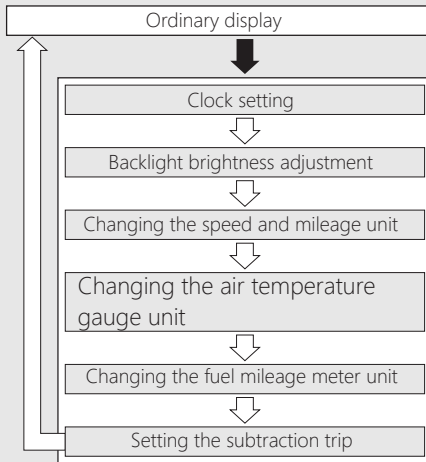 Ordinary display
Clock setting
Backlight brightness adjustment
Changing the speed and mileage unit
Changing the air temperature
gauge unit
Changing the fuel mileage meter unit
Setting the subtraction trip